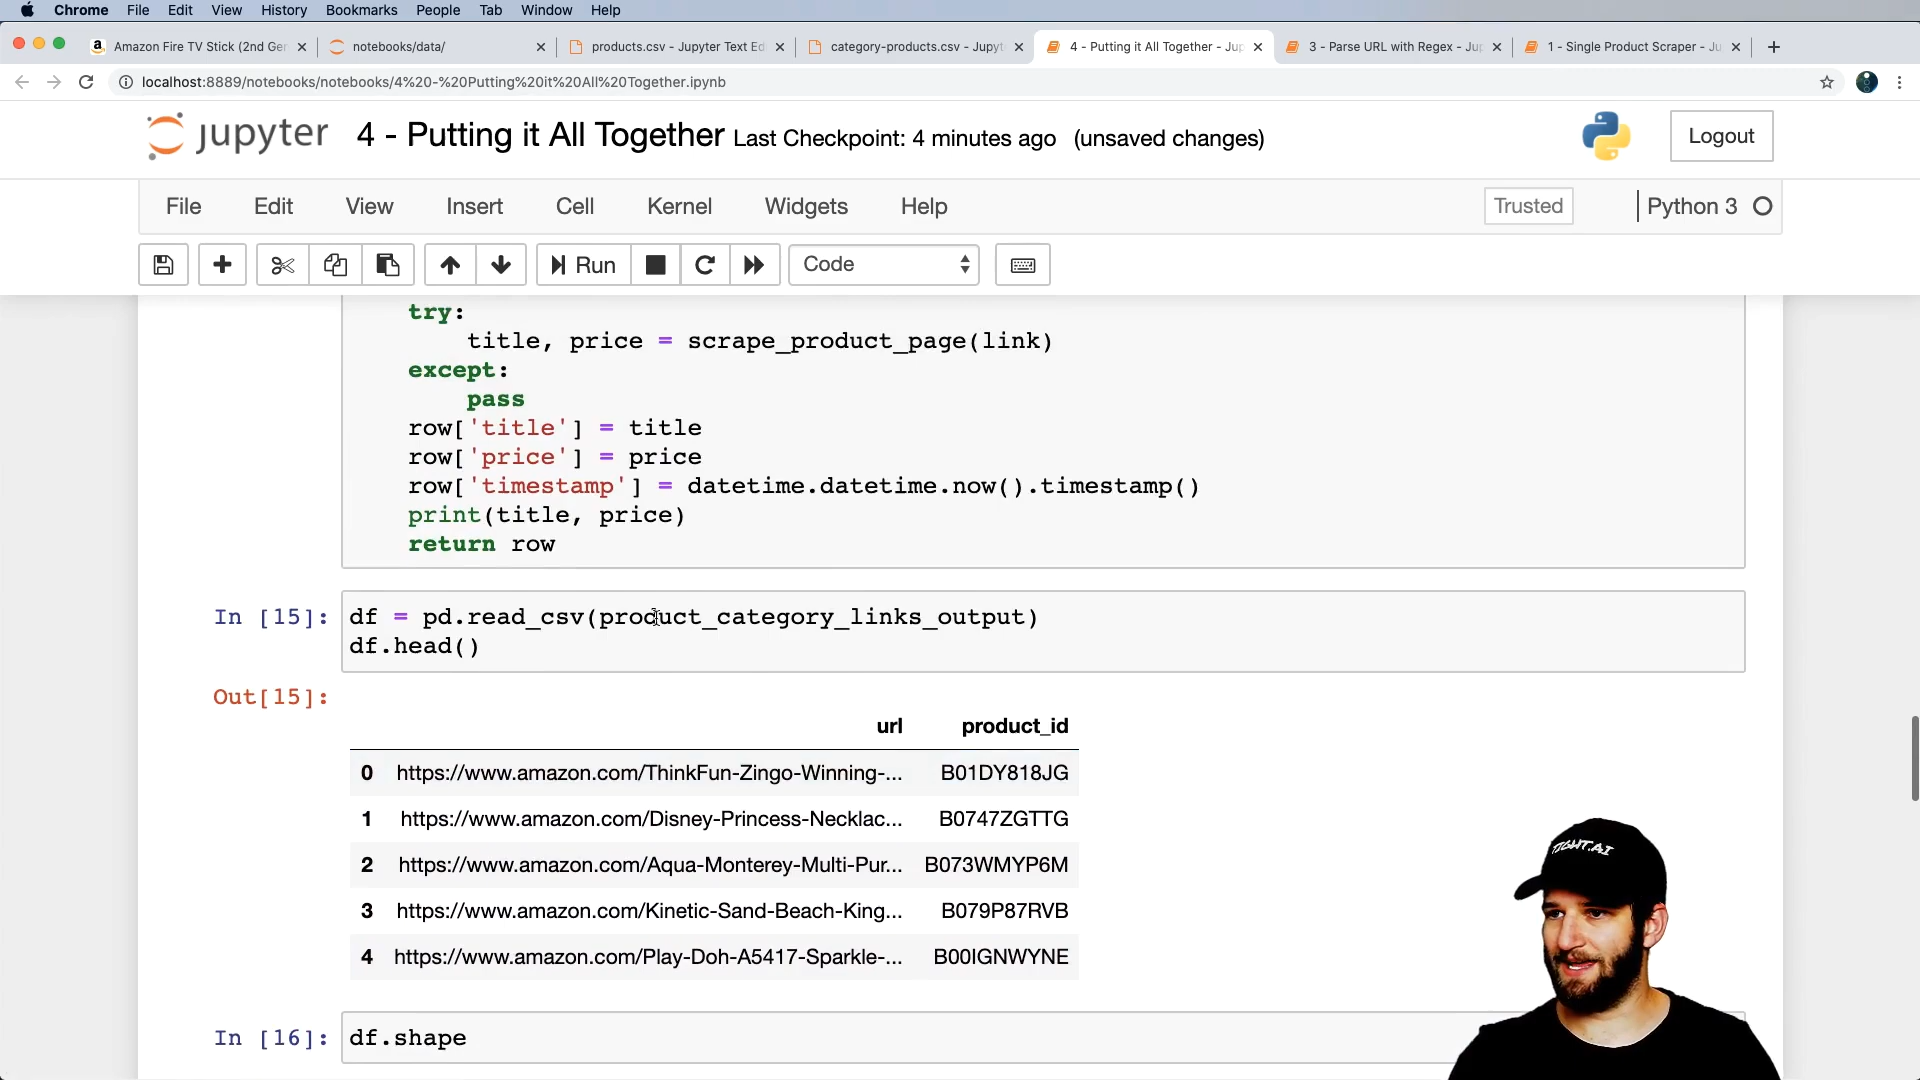 Chrome File Edit View History Bookmarks People Tab Window Help
a Amazon Fire TV Stick (2nd Ge
notebooks/data/
products.csv - Jupyter Text Ed
category-products.csv - Jupyt
4 - Putting it All Together - Jup
3 - Parse URL with Regex - Jup
1 - Single Product Scraper - Ju
localhost:8889/notebooks/notebooks/4%20-%20Putting%20it%20All%20Together.ipynb
jupyter 4 - Putting it All Together Last Checkpoint: 4 minutes ago (unsaved changes)
Logout
File Edit View Insert Cell Kernel Widgets Help
Trusted
Python 3
Run
Code
try:
title, price = scrape_product_page(link)
except:
pass
row['title'] = title
row['price'] = price
row['timestamp'] = datetime.datetime.now().timestamp()
print(title, price)
return row
In [15]: df = pd.read_csv(product_category_links_output)
df.head()
Out[15]:
url product_id
0 https://www.amazon.com/ThinkFun-Zingo-Winning-... B01DY818JG
1 https://www.amazon.com/Disney-Princess-Necklac... B0747ZGTTG
2 https://www.amazon.com/Aqua-Monterey-Multi-Pur... B073WMYP6M
3 https://www.amazon.com/Kinetic-Sand-Beach-King... B079P87RVB
4 https://www.amazon.com/Play-Doh-A5417-Sparkle-... B00IGNWYNE
In [16]: df.shape